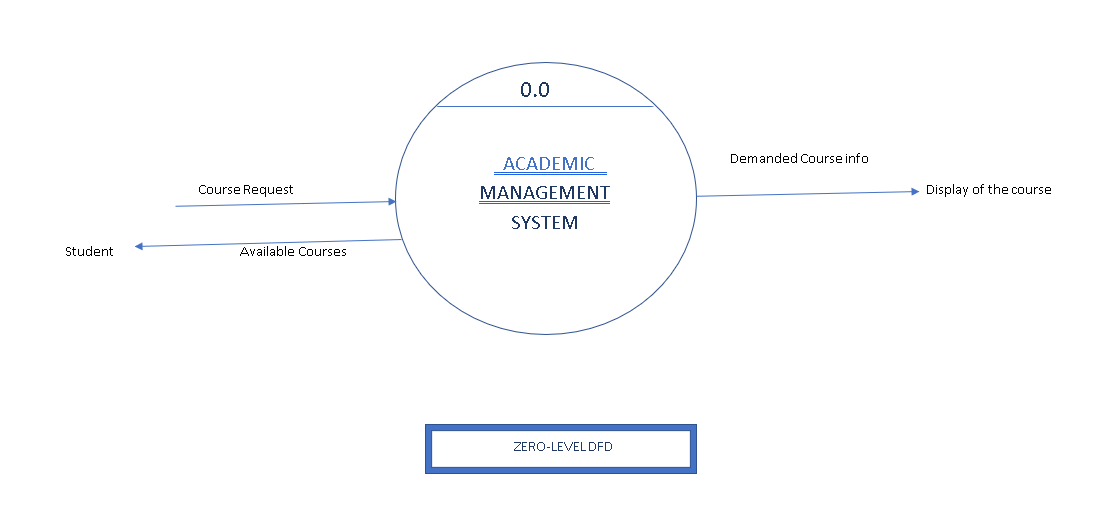 0.0
ACADEMIC
MANAGEMENT
SYSTEM
Demanded Course info
Course Request
Display of the course
Student
Available Courses
ZERO-LEVEL DFD